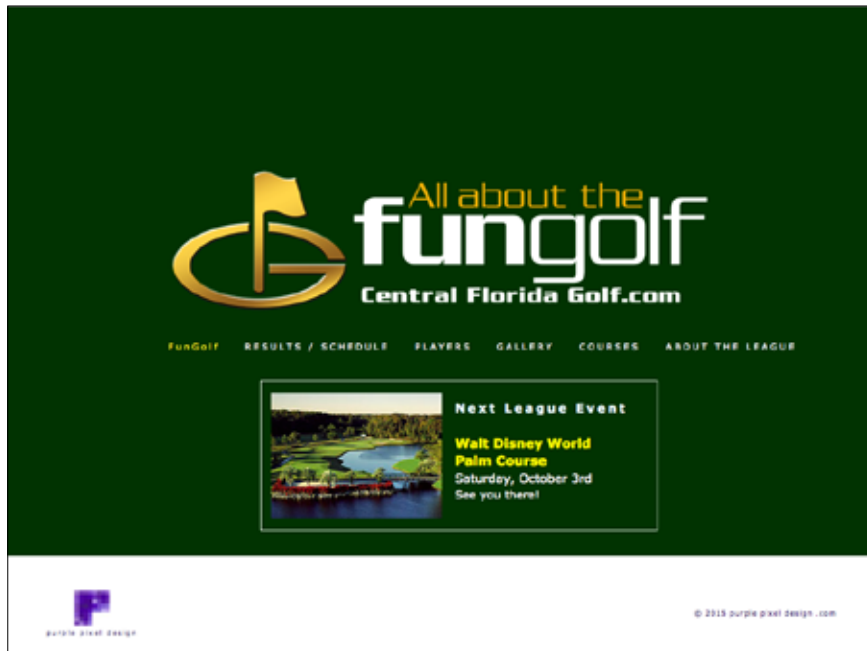 All about the
fungolf
Central Florida Golf.com
FunGolf RESULTS / SCHEDULE PLAYERS GALLERY COURSES ABOUT THE LEAGUE
Next League Event
Walt Disney World
Palm Course
Saturday, October 3rd
See you there!
purple pixel design
© 2015 purple pixel design .com